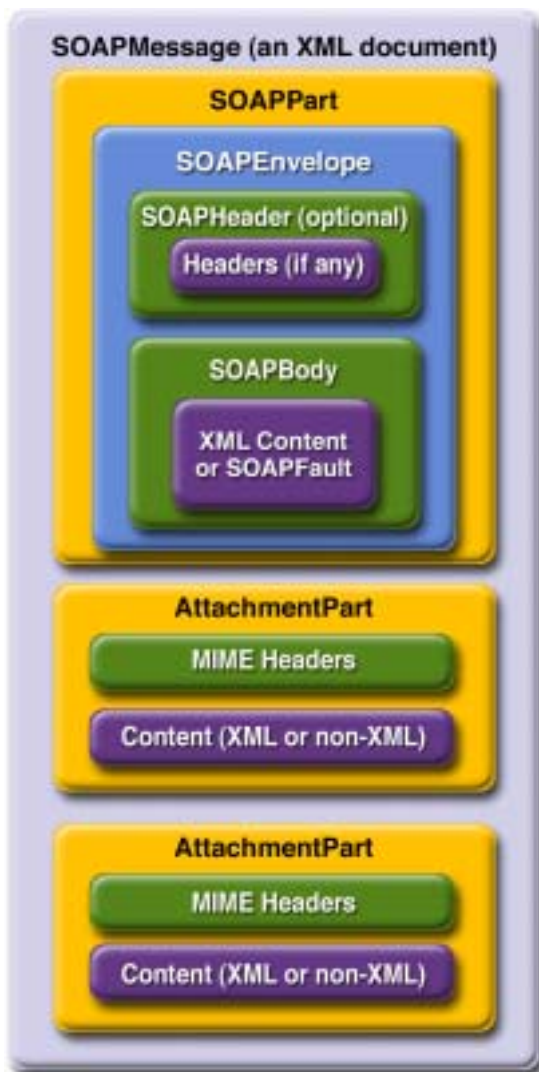 SOAPMessage (an XML document)
SOAPPart
SOAPEnvelope
SOAPHeader (optional)
Headers (if any)
SOAPBody
XML Content
or SOAPFault
AttachmentPart
MIME Headers
Content (XML or non-XML)
AttachmentPart
MIME Headers
Content (XML or non-XML)